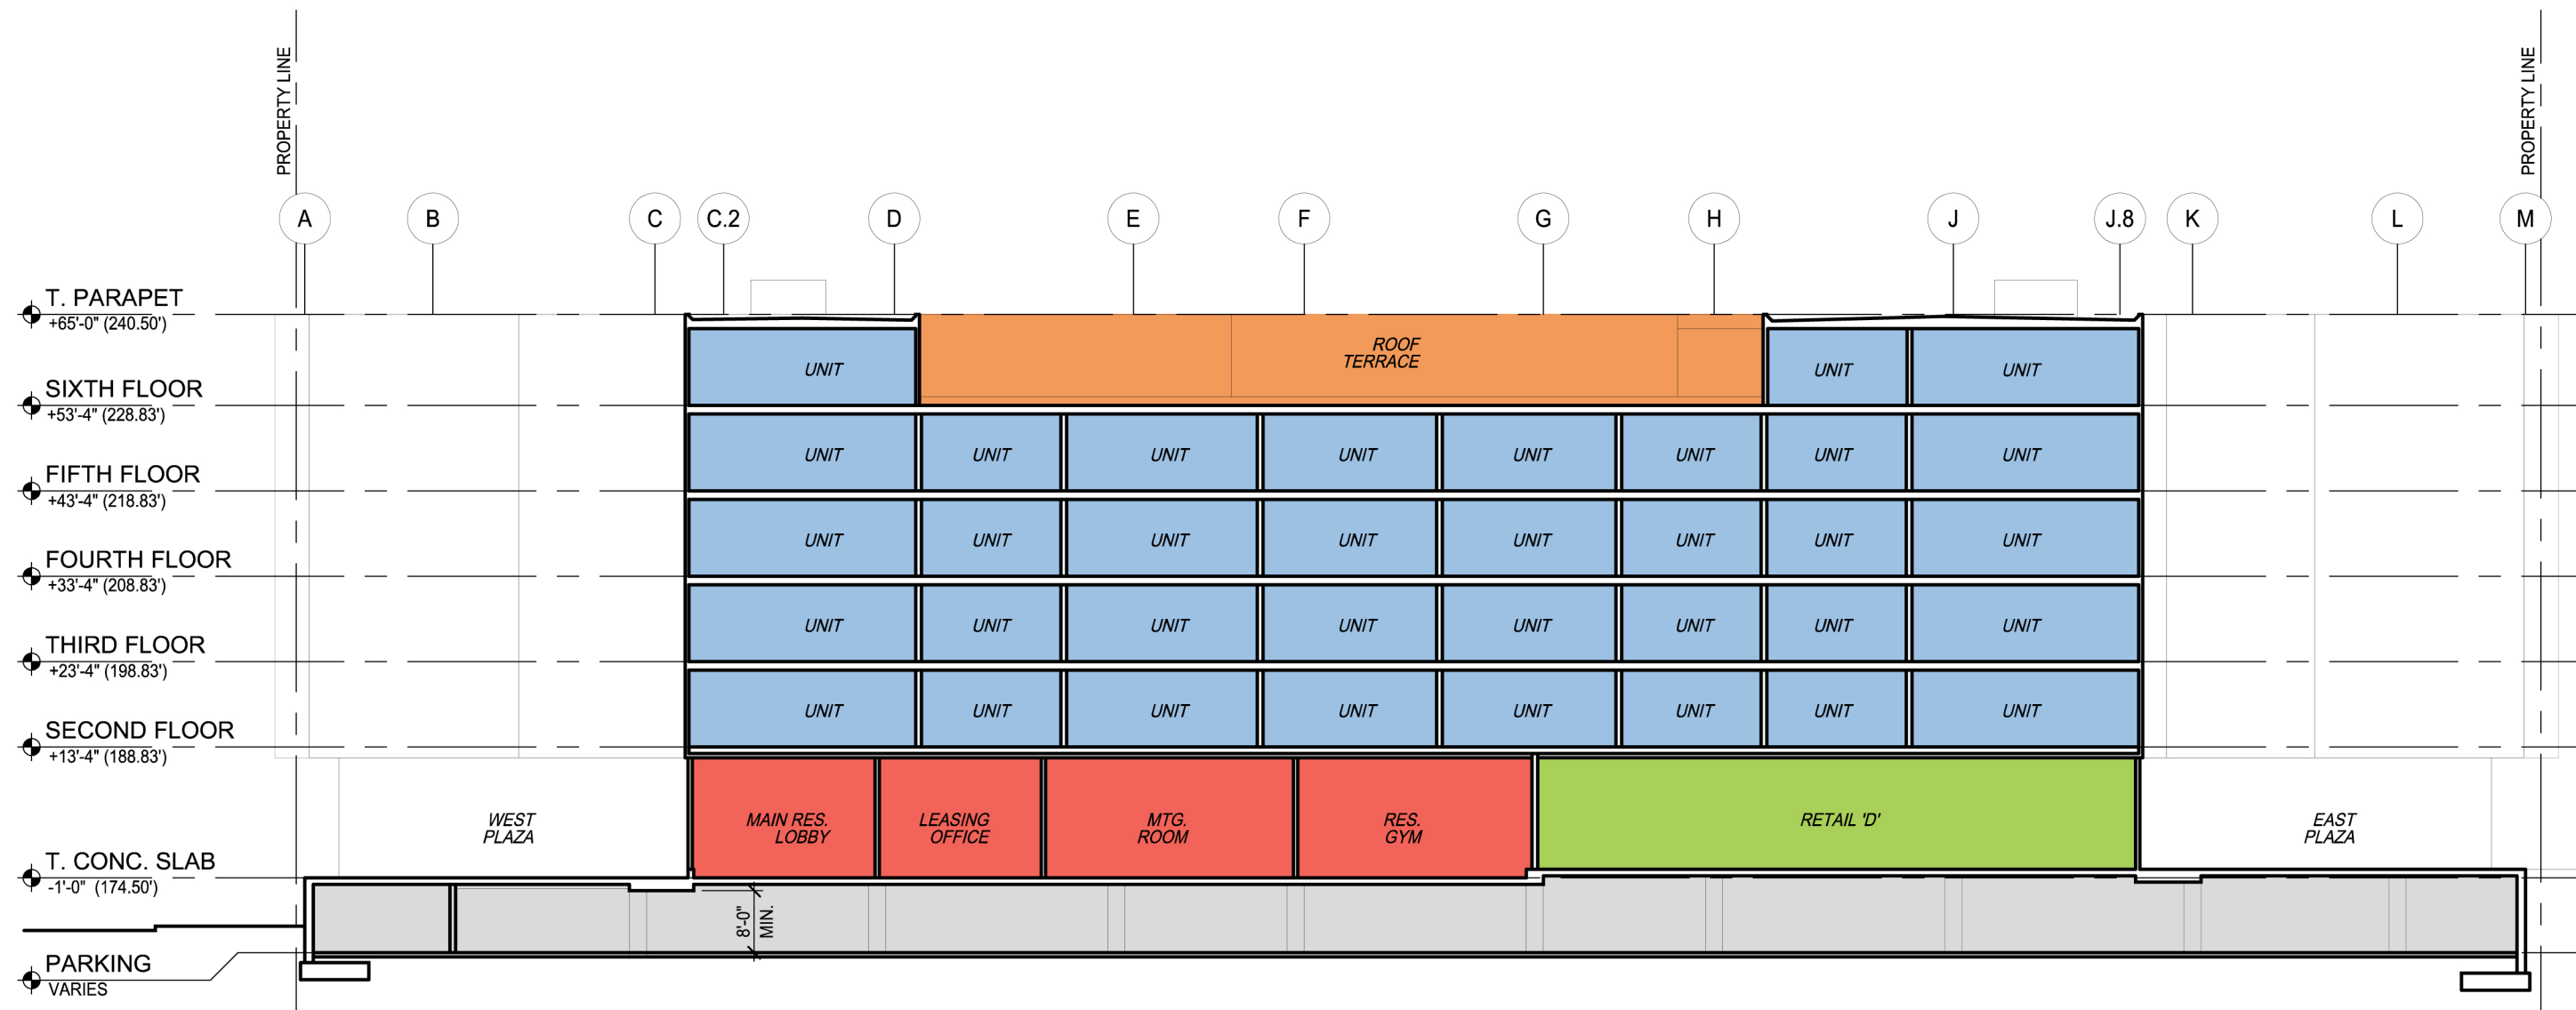 PROPERTY LINE
PROPERTY LINE
A B C C.2 D E F G H J J.8 K L M
T. PARAPET
+65'-0" (240.50')
ROOF
TERRACE
UNIT UNIT UNIT
SIXTH FLOOR
+53'-4" (228.83')
UNIT UNIT UNIT UNIT UNIT UNIT UNIT UNIT
FIFTH FLOOR
+43'-4" (218.83')
UNIT UNIT UNIT UNIT UNIT UNIT UNIT UNIT
FOURTH FLOOR
+33'-4" (208.83')
UNIT UNIT UNIT UNIT UNIT UNIT UNIT UNIT
THIRD FLOOR
+23'-4" (198.83')
UNIT UNIT UNIT UNIT UNIT UNIT UNIT UNIT
SECOND FLOOR
+13'-4" (188.83')
WEST
PLAZA
MAIN RES.
LOBBY
LEASING
OFFICE
MTG.
ROOM
RES.
GYM
RETAIL 'D'
EAST
PLAZA
T. CONC. SLAB
-1'-0" (174.50')
8'-0"
MIN.
PARKING
VARIES